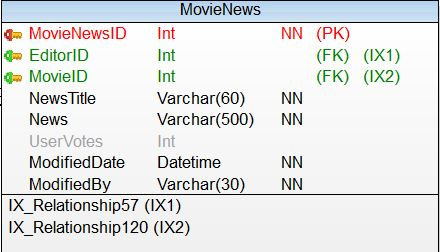 MovieNews
MovieNewsID Int NN (PK)
EditorID Int (FK) (IX1)
MovieID Int (FK) (IX2)
NewsTitle Varchar(60) NN
News Varchar(500) NN
UserVotes Int
ModifiedDate Datetime NN
ModifiedBy Varchar(30) NN
IX_Relationship57 (IX1)
IX_Relationship120 (IX2)